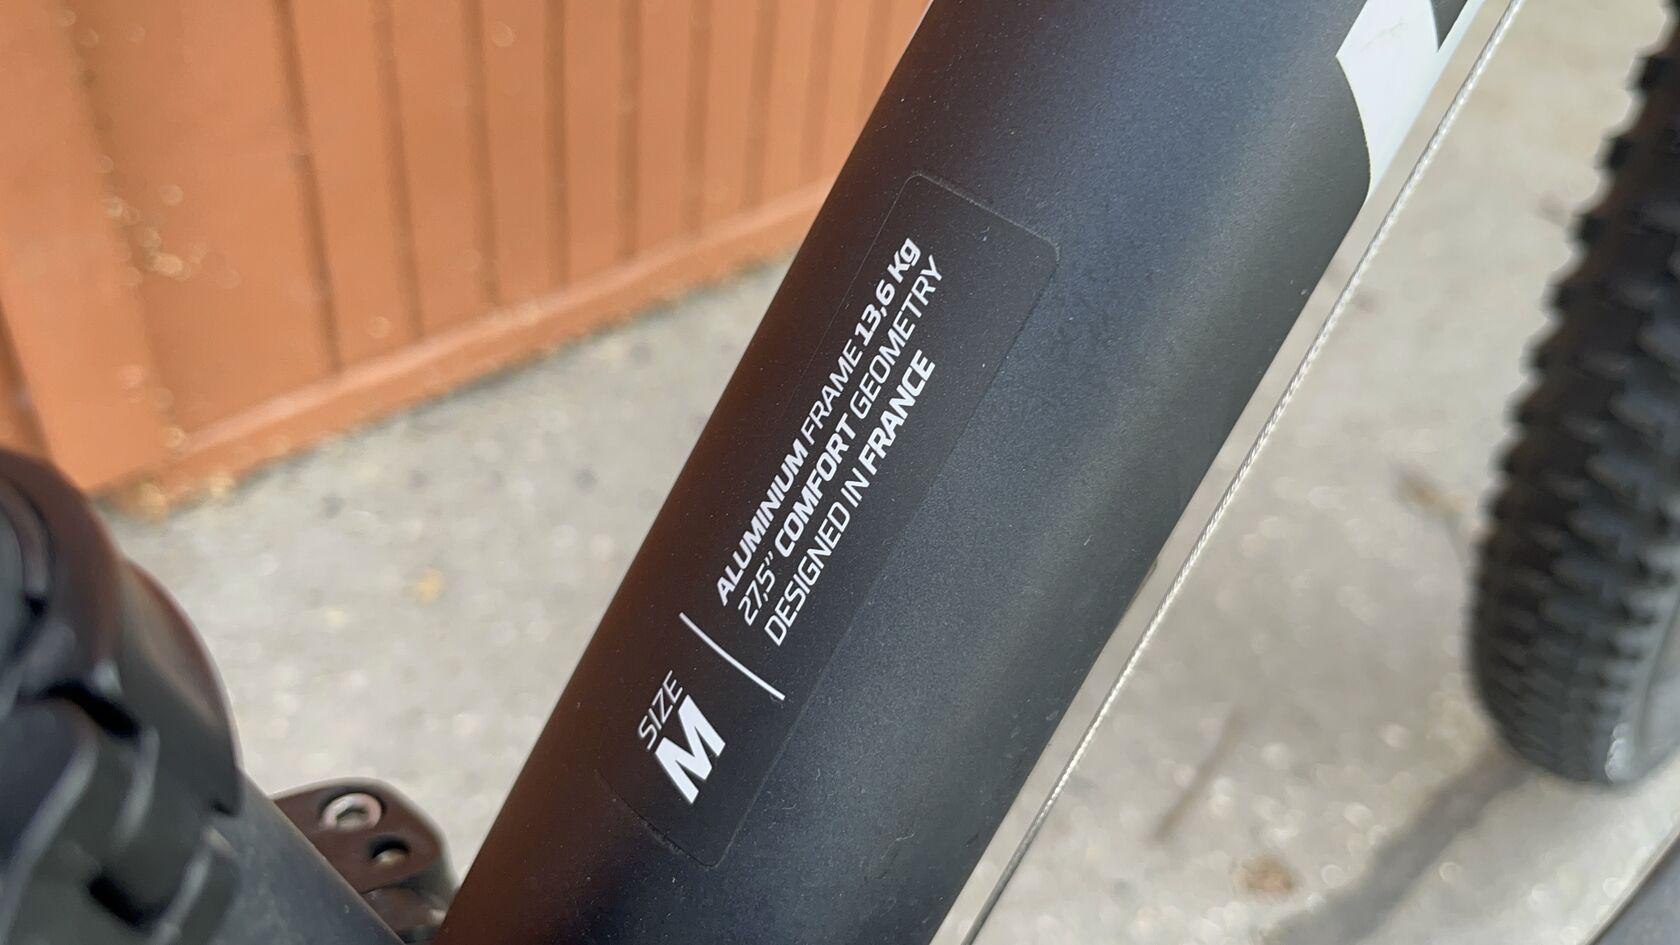 SIZE
M
ALUMINIUM FRAME 13,6 Kg
27,5'' COMFORT GEOMETRY
DESIGNED IN FRANCE